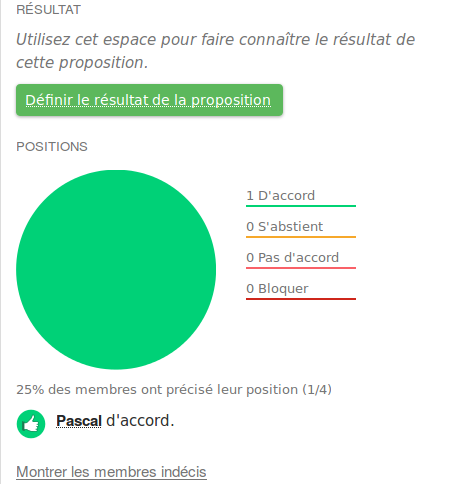 RÉSULTAT
Utilisez cet espace pour faire connaître le résultat de
cette proposition.
Définir le résultat de la proposition
POSITIONS
1 D'accord
0 S'abstient
0 Pas d'accord
0 Bloquer
25% des membres ont précisé leur position (1/4)
Pascal d'accord.
Montrer les membres indécis